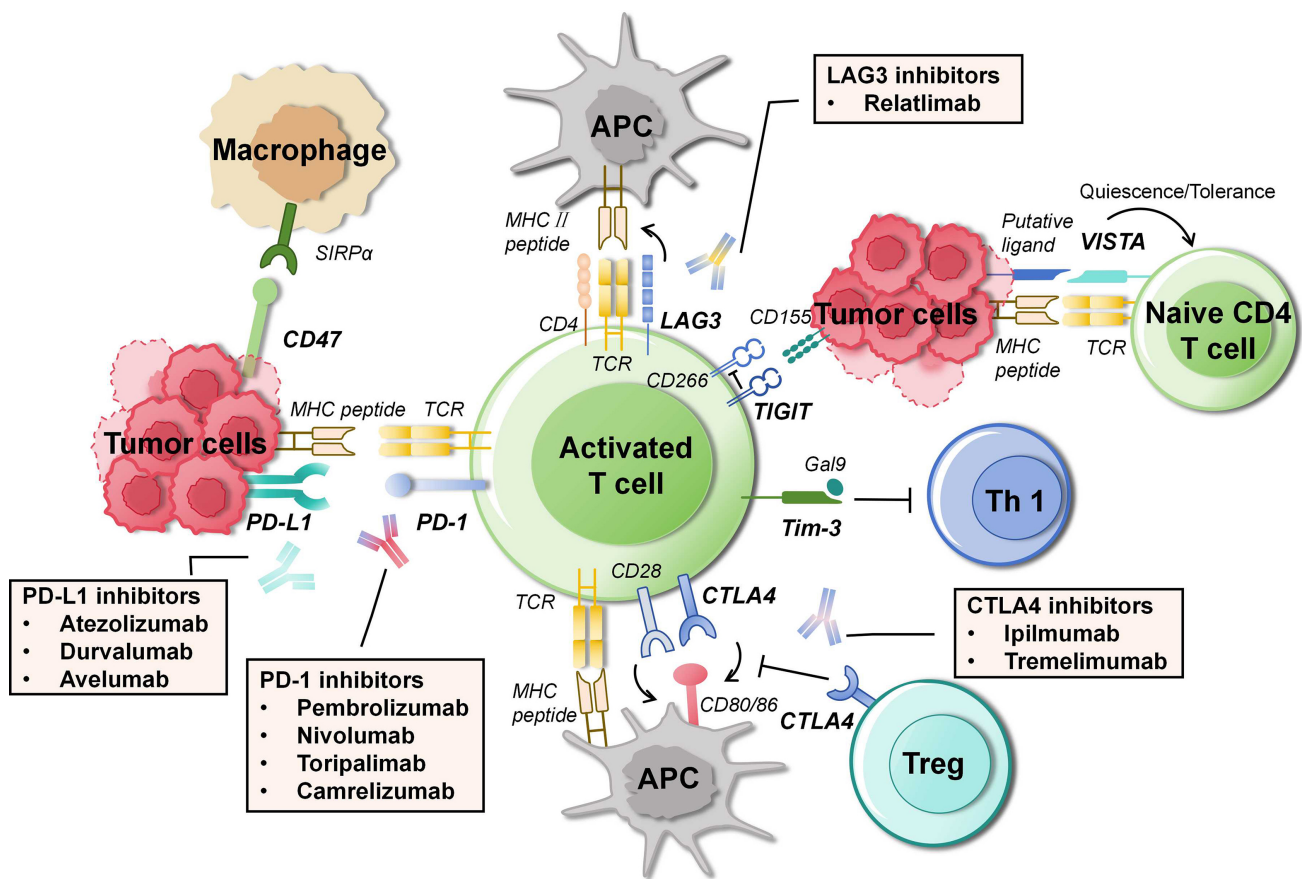 LAG3 inhibitors
• Relatlimab
APC
Macrophage
SIRPα
MHC II
peptide
CD4
TCR
LAG3
CD47
Quiescence/Tolerance
Putative
ligand
VISTA
Tumor cells
CD155
MHC
peptide
TCR
Naive CD4
T cell
CD266
TIGIT
Tumor cells
MHC peptide
TCR
PD-L1
PD-1
Activated
T cell
Gal9
Tim-3
Th 1
PD-L1 inhibitors
• Atezolizumab
• Durvalumab
• Avelumab
PD-1 inhibitors
• Pembrolizumab
• Nivolumab
• Toripalimab
• Camrelizumab
TCR
CD28
CTLA4
MHC
peptide
CD80/86
APC
CTLA4 inhibitors
• Ipilmumab
• Tremelimumab
CTLA4
Treg